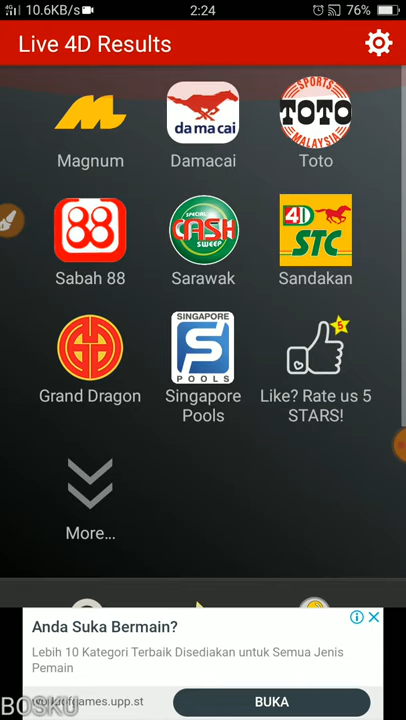 4G 10.6KB/s 2:24 76%
Live 4D Results
da ma cai
SPORTS
TOTO
MALAYSIA
Magnum Damacai Toto
88
SPECIAL
CASH
SWEEP
4D
STC
Sabah 88 Sarawak Sandakan
SINGAPORE
POOLS
5
Grand Dragon Singapore Pools Like? Rate us 5 STARS!
More...
Anda Suka Bermain?
Lebih 10 Kategori Terbaik Disediakan untuk Semua Jenis
Pemain
BOSKU
BUKA